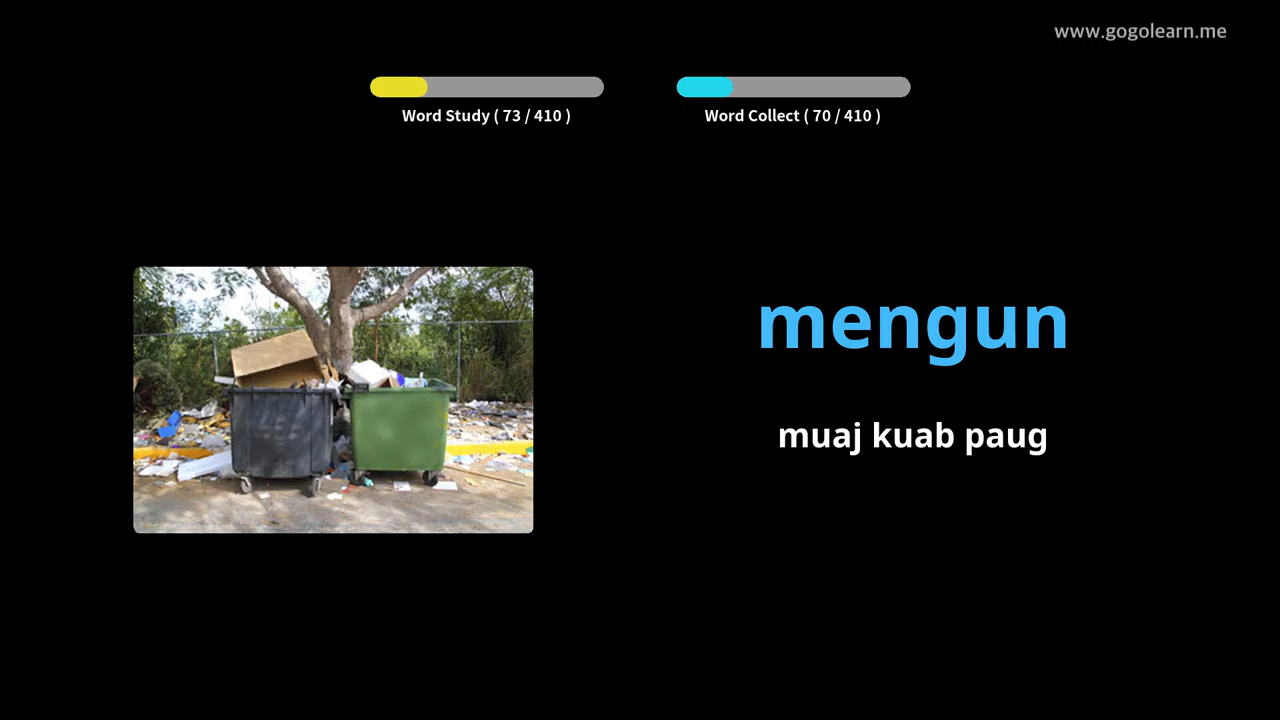 www.gogolearn.me
Word Study ( 73 / 410 )
Word Collect ( 70 / 410 )
mengun
muaj kuab paug